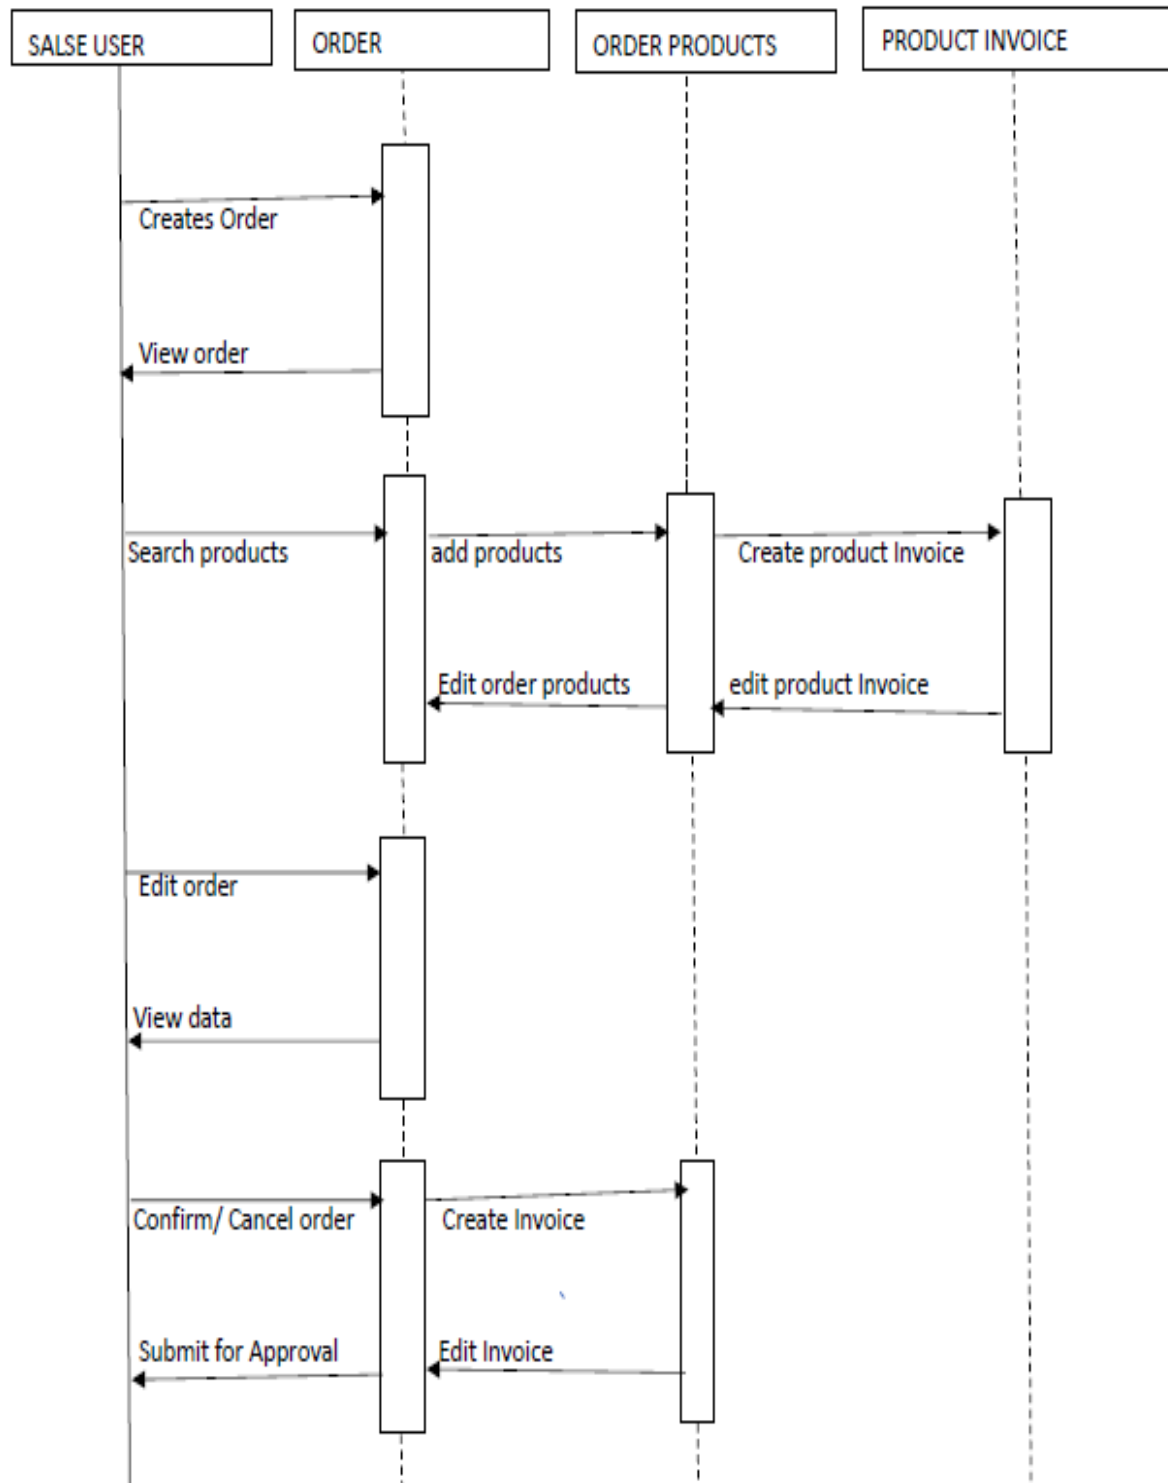 SALSE USER
ORDER
ORDER PRODUCTS
PRODUCT INVOICE
Creates Order
View order
Search products
add products
Create product Invoice
Edit order products
edit product Invoice
Edit order
View data
Confirm/ Cancel order
Create Invoice
Submit for Approval
Edit Invoice